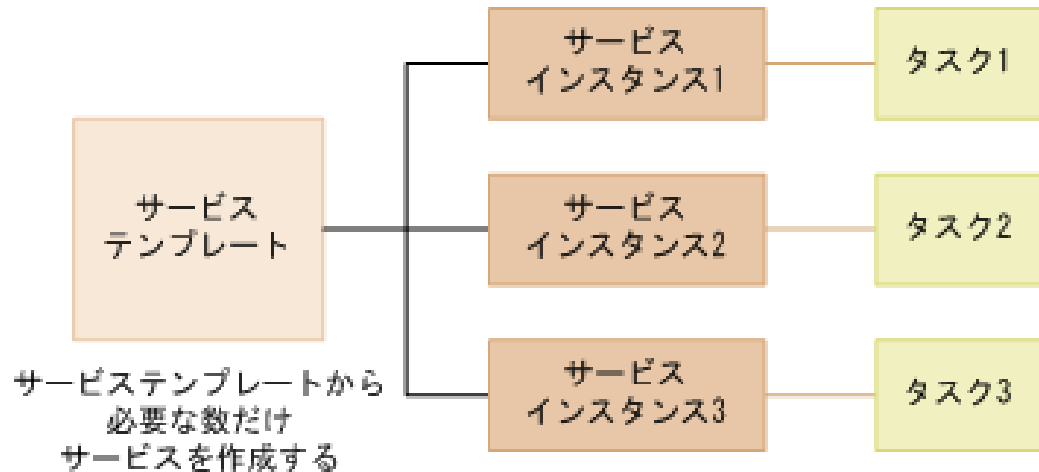 サービス
テンプレート
サービステンプレートから
必要な数だけ
サービスを作成する
サービス
インスタンス1
タスク1
サービス
インスタンス2
タスク2
サービス
インスタンス3
タスク3